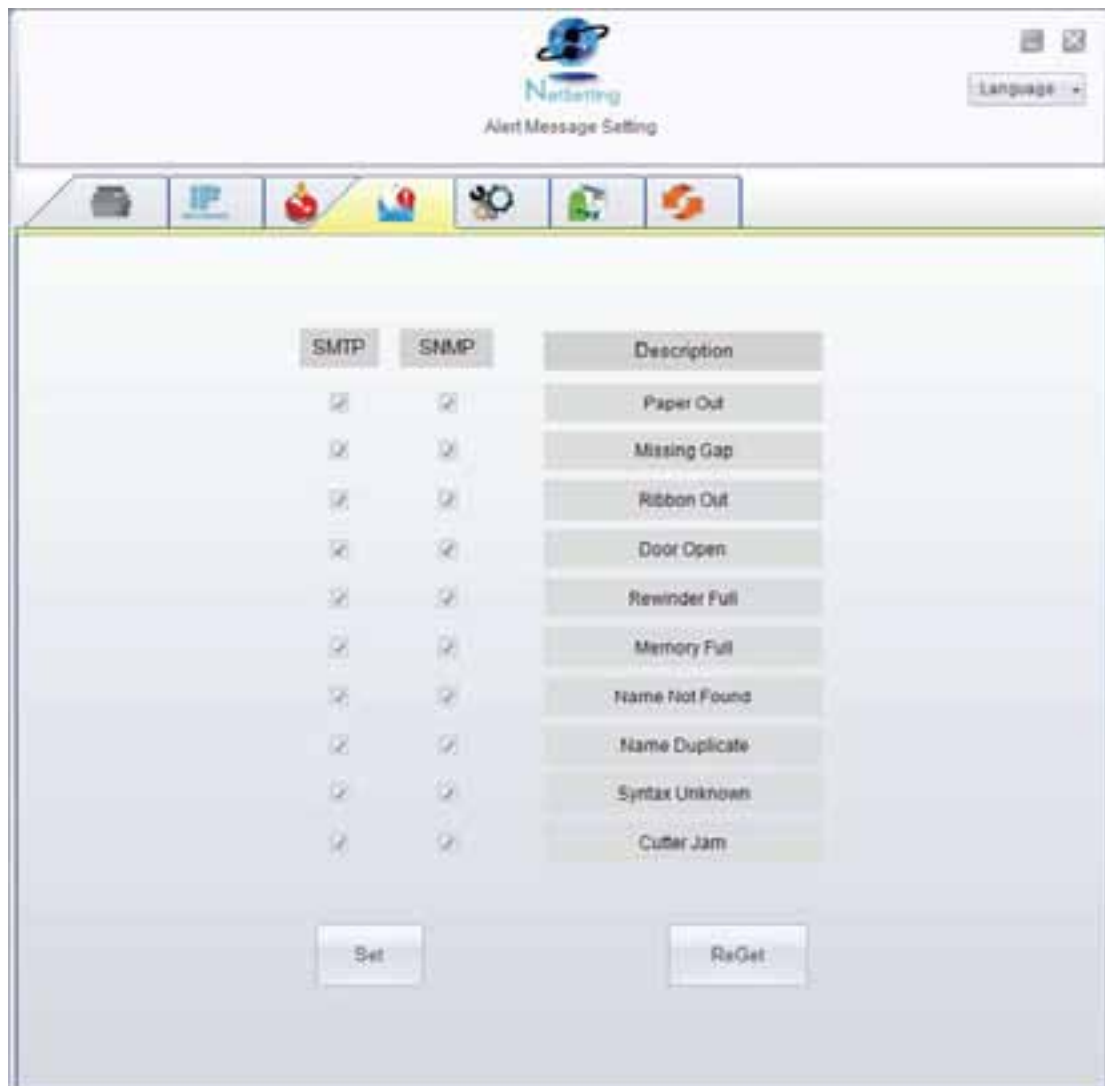 NetSetting
Language
Alert Message Setting
IP
SMTP SNMP Description
Paper Out
Missing Gap
Ribbon Out
Door Open
Rewinder Full
Memory Full
Name Not Found
Name Duplicate
Syntax Unknown
Cutter Jam
Set ReGet